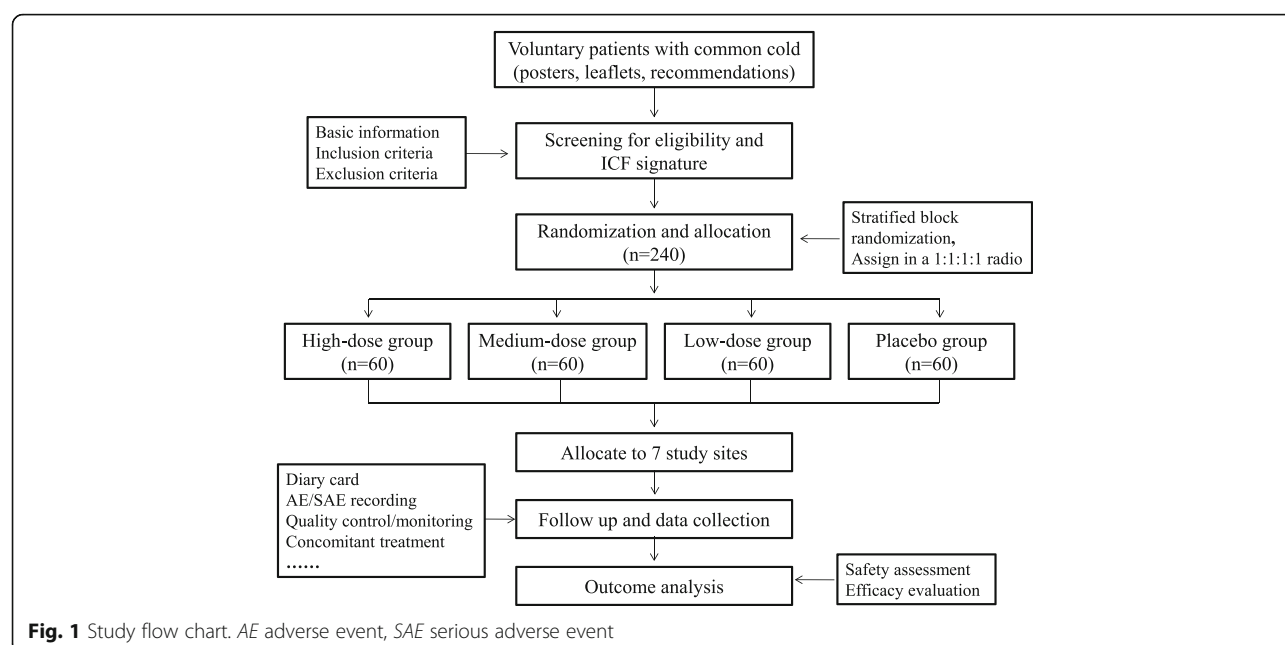 Voluntary patients with common cold
(posters, leaflets, recommendations)
Basic information
Inclusion criteria
Exclusion criteria
Screening for eligibility and
ICF signature
Randomization and allocation
(n=240)
Stratified block
randomization,
Assign in a 1:1:1:1 radio
High-dose group
(n=60)
Medium-dose group
(n=60)
Low-dose group
(n=60)
Placebo group
(n=60)
Allocate to 7 study sites
Diary card
AE/SAE recording
Quality control/monitoring
Concomitant treatment
......
Follow up and data collection
Outcome analysis
Safety assessment
Efficacy evaluation
Fig. 1 Study flow chart. AE adverse event, SAE serious adverse event